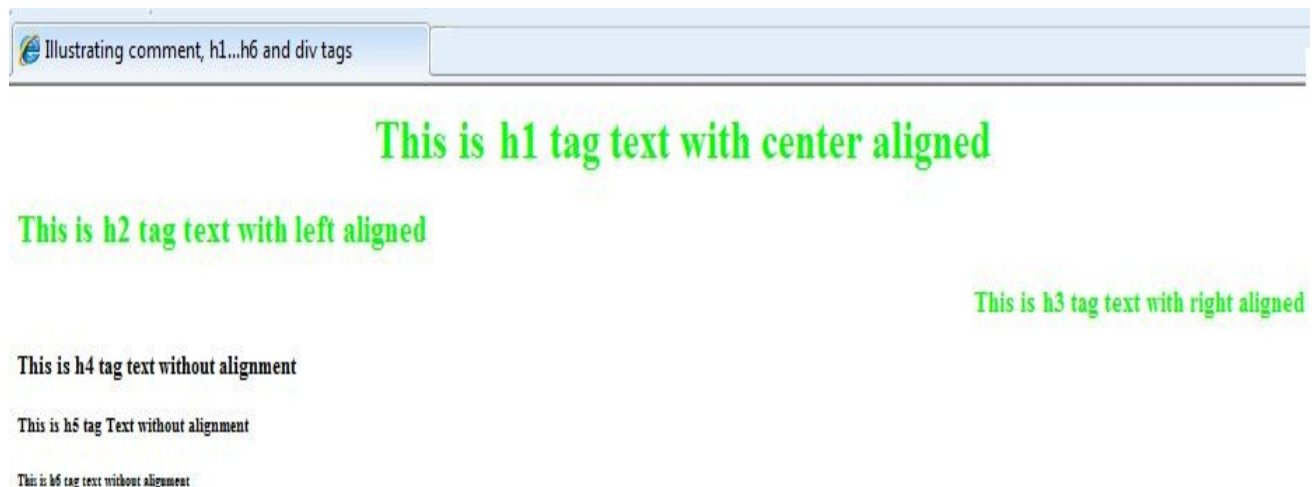 Illustrating comment, h1...h6 and div tags
This is h1 tag text with center aligned
This is h2 tag text with left aligned
This is h3 tag text with right aligned
This is h4 tag text without alignment
This is h5 tag Text without alignment
This is h6 tag text without alignment